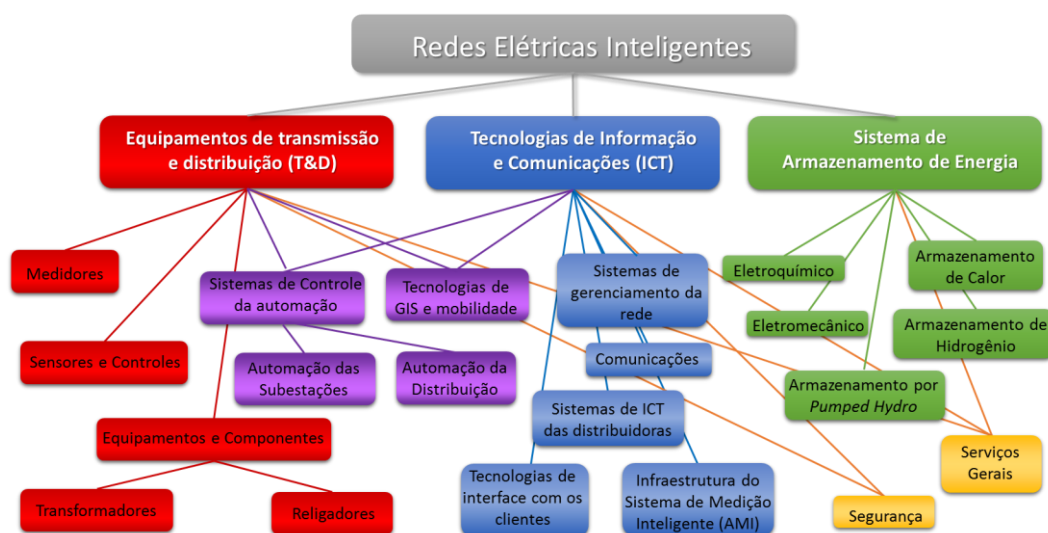 Redes Elétricas Inteligentes
Equipamentos de transmissão
e distribuição (T&D)
Tecnologias de Informação
e Comunicações (ICT)
Sistema de
Armazenamento de Energia
Medidores
Sistemas de Controle
da automação
Tecnologias de
GIS e mobilidade
Sistemas de
gerenciamento da
rede
Eletroquímico
Armazenamento
de Calor
Eletromecânico
Armazenamento de
Hidrogênio
Sensores e Controles
Automação das
Subestações
Automação da
Distribuição
Comunicações
Armazenamento por
Pumped Hydro
Equipamentos e Componentes
Sistemas de ICT
das distribuidoras
Serviços
Gerais
Transformadores
Religadores
Tecnologias de
interface com os
clientes
Infraestrutura do
Sistema de Medição
Inteligente (AMI)
Segurança